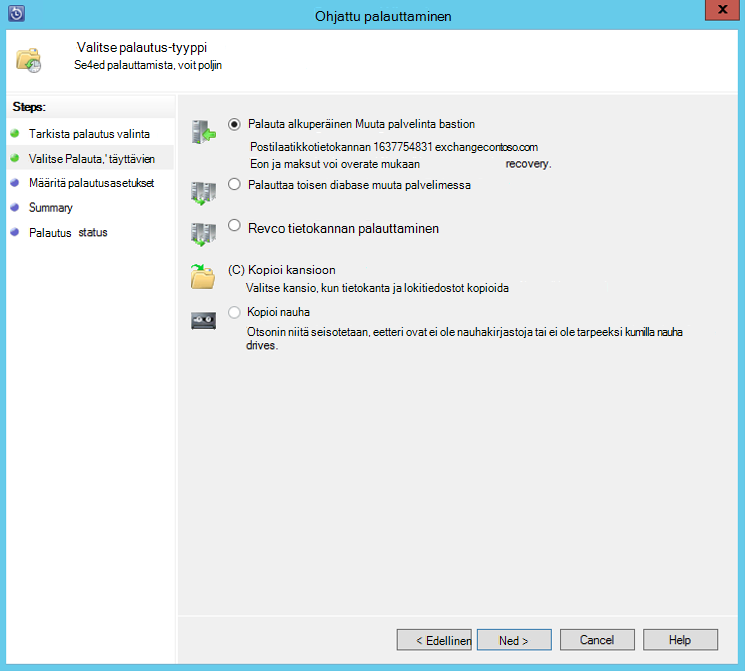 Ohjattu palauttaminen
x
Valitse palautus-tyyppi
Se4ed palauttamista, voit poljin
Steps:
Tarkista palautus valinta
Valitse Palauta,' täyttävien
Määritä palautusasetukset
Summary
Palautus status
Palauta alkuperäinen Muuta palvelinta bastion
Postilaatikkotietokannan 1637754831 exchangecontoso.com
Eon ja maksut voi overate mukaan recovery.
Palauttaa toisen diabase muuta palvelimessa
Revco tietokannan palauttaminen
(C) Kopioi kansioon
Valitse kansio, kun tietokanta ja lokitiedostot kopioida
Kopioi nauha
Otsonin niitä seisotetaan, eetteri ovat ei ole nauhakirjastoja tai ei ole tarpeeksi kumilla nauha
drives.
< Edellinen
Ned >
Cancel
Help